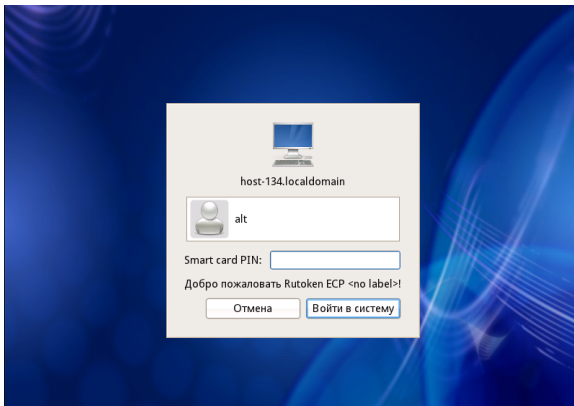 host-134.localdomain
alt
Smart card PIN:
Добро пожаловать Rutoken ECP <no label>!
Отмена Войти в систему